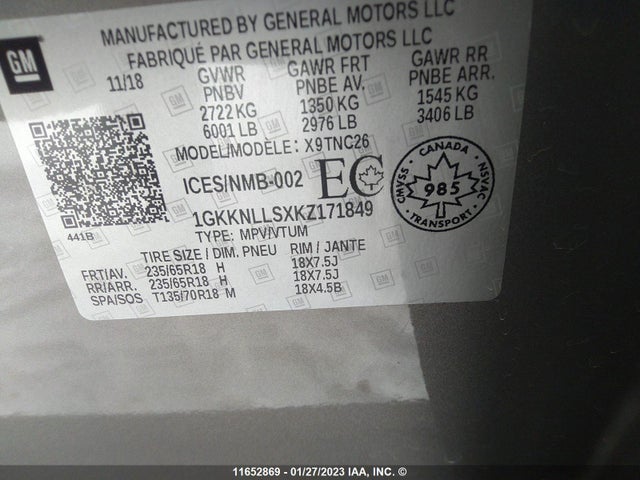 MANUFACTURED BY GENERAL MOTORS LLC
FABRIQUÉ PAR GENERAL MOTORS LLC
GM
11/18 GVWR GAWR FRT GAWR RR
PNBV PNBE AV. PNBE ARR.
2722 KG 1350 KG 1545 KG
6001 LB 2976 LB 3406 LB
MODEL/MODÈLE: X9TNC26
ICES/NMB-002 EC
CANADA
CMVSS 985 NSVAC
TRANSPORT
1GKKNLLSXKZ171849
441B
TYPE: MPV/VTUM
TIRE SIZE / DIM. PNEU RIM / JANTE
FRT/AV. 235/65R18 H 18X7.5J
RR/ARR. 235/65R18 H 18X7.5J
SPA/SOS T135/70R18 M 18X4.5B
11652869 - 01/27/2023 IAA, INC. ©